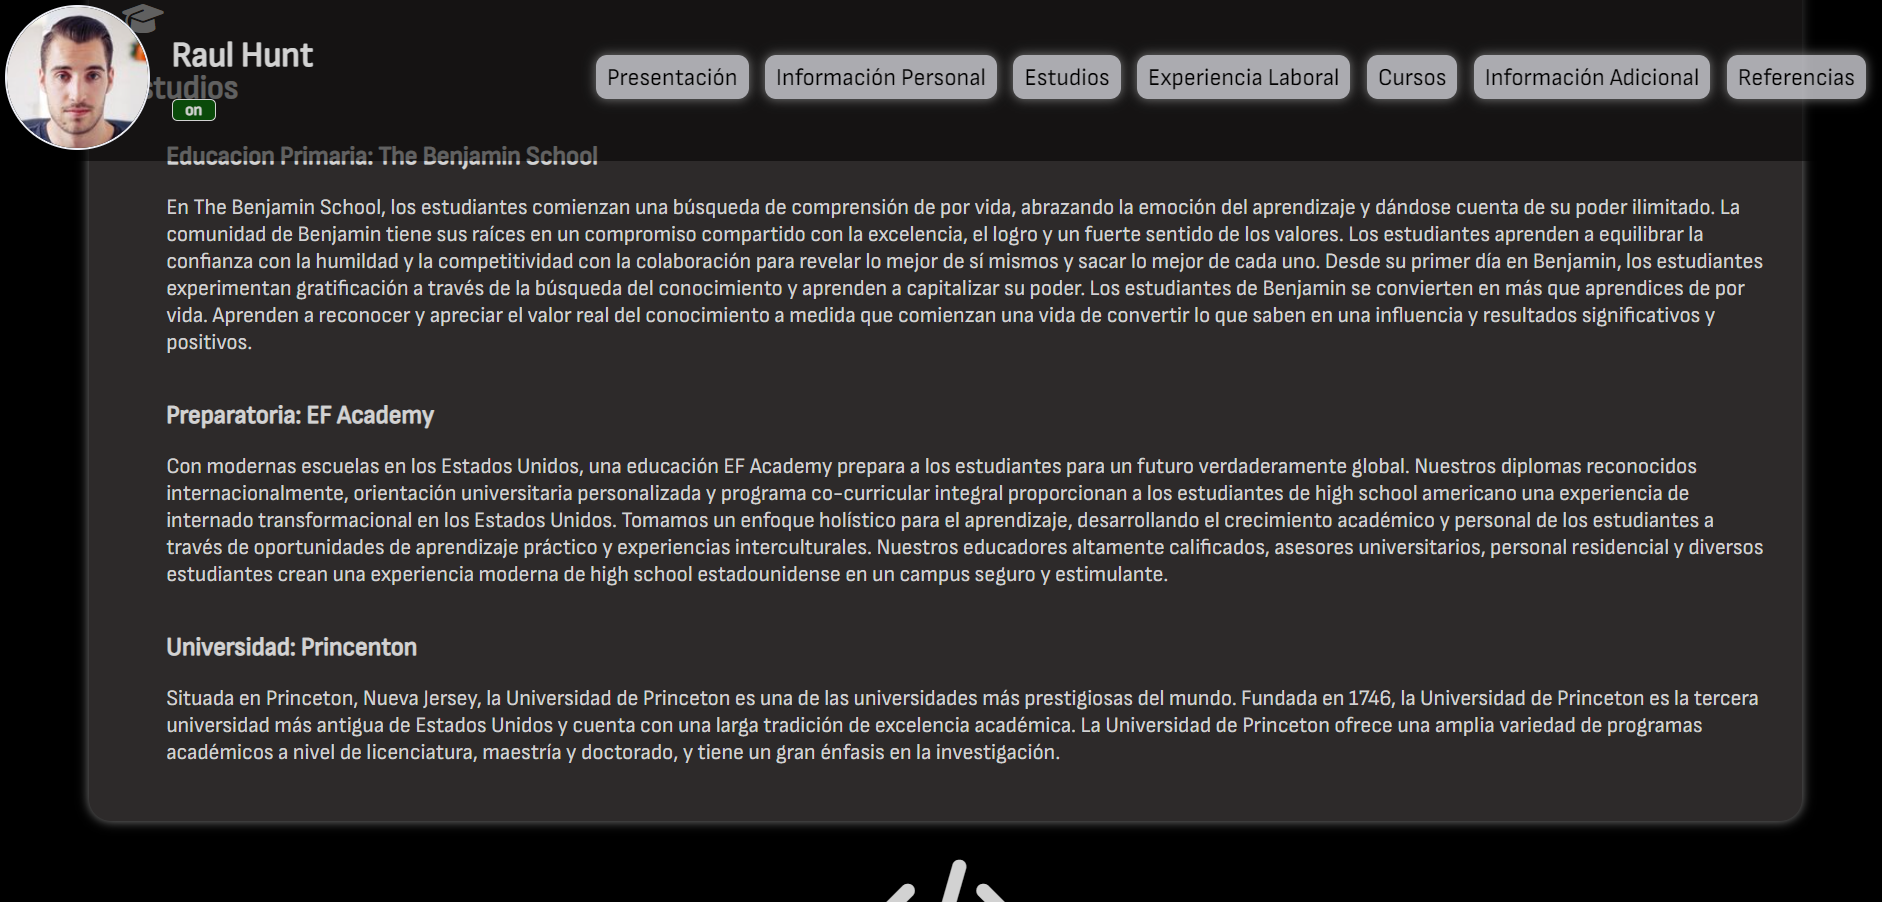 Raul Hunt
studios
on
Presentación
Información Personal
Estudios
Experiencia Laboral
Cursos
Información Adicional
Referencias
Educacion Primaria: The Benjamin School
En The Benjamin School, los estudiantes comienzan una búsqueda de comprensión de por vida, abrazando la emoción del aprendizaje y dándose cuenta de su poder ilimitado. La
comunidad de Benjamin tiene sus raíces en un compromiso compartido con la excelencia, el logro y un fuerte sentido de los valores. Los estudiantes aprenden a equilibrar la
confianza con la humildad y la competitividad con la colaboración para revelar lo mejor de sí mismos y sacar lo mejor de cada uno. Desde su primer día en Benjamin, los estudiantes
experimentan gratificación a través de la búsqueda del conocimiento y aprenden a capitalizar su poder. Los estudiantes de Benjamin se convierten en más que aprendices de por
vida. Aprenden a reconocer y apreciar el valor real del conocimiento a medida que comienzan una vida de convertir lo que saben en una influencia y resultados significativos y
positivos.
Preparatoria: EF Academy
Con modernas escuelas en los Estados Unidos, una educación EF Academy prepara a los estudiantes para un futuro verdaderamente global. Nuestros diplomas reconocidos
internacionalmente, orientación universitaria personalizada y programa co-curricular integral proporcionan a los estudiantes de high school americano una experiencia de
internado transformacional en los Estados Unidos. Tomamos un enfoque holístico para el aprendizaje, desarrollando el crecimiento académico y personal de los estudiantes a
través de oportunidades de aprendizaje práctico y experiencias interculturales. Nuestros educadores altamente calificados, asesores universitarios, personal residencial y diversos
estudiantes crean una experiencia moderna de high school estadounidense en un campus seguro y estimulante.
Universidad: Princenton
Situada en Princeton, Nueva Jersey, la Universidad de Princeton es una de las universidades más prestigiosas del mundo. Fundada en 1746, la Universidad de Princeton es la tercera
universidad más antigua de Estados Unidos y cuenta con una larga tradición de excelencia académica. La Universidad de Princeton ofrece una amplia variedad de programas
académicos a nivel de licenciatura, maestría y doctorado, y tiene un gran énfasis en la investigación.